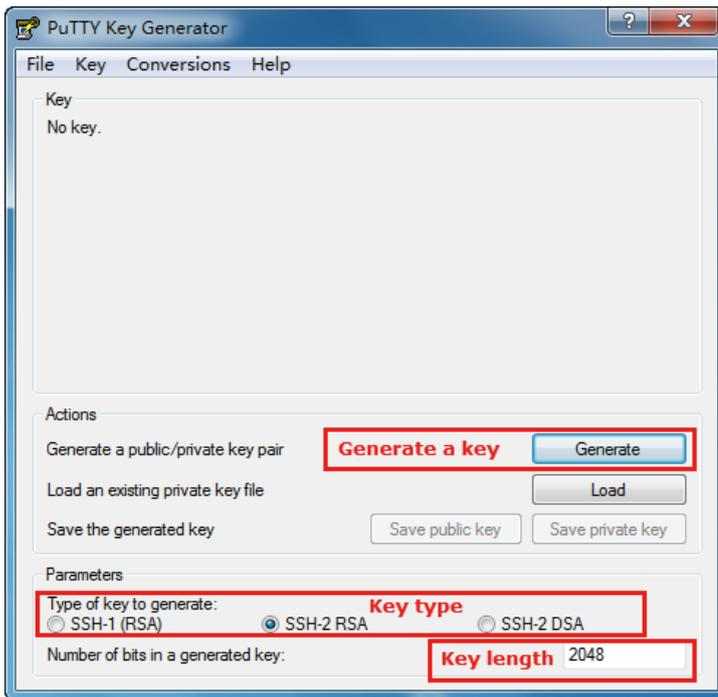 PuTTY Key Generator
File Key Conversions Help
Key
No key.
Actions
Generate a public/private key pair Generate a key Generate
Load an existing private key file Load
Save the generated key Save public key Save private key
Parameters
Type of key to generate: Key type
SSH-1 (RSA) SSH-2 RSA SSH-2 DSA
Number of bits in a generated key: Key length 2048